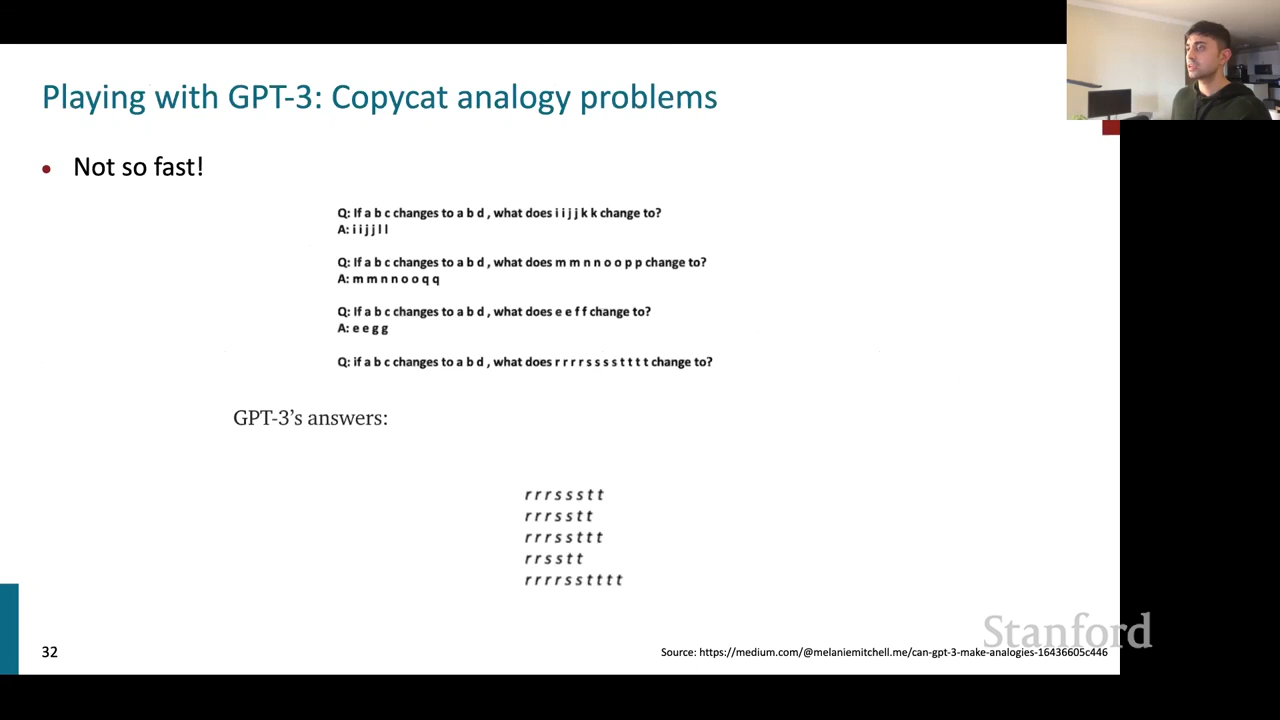 Playing with GPT-3: Copycat analogy problems
Not so fast!
Q: If a b c changes to a b d , what does i i j j k k change to?
A: i i j j l l
Q: If a b c changes to a b d , what does m m n n o o p p change to?
A: m m n n o o q q
Q: If a b c changes to a b d , what does e e f f change to?
A: e e g g
Q: if a b c changes to a b d , what does r r r r s s s s t t t t change to?
GPT-3’s answers:
r r r s s s t t
r r r s s t t
r r r s s t t t
r r s s t t
r r r r s s t t t t
Stanford
32
Source: https://medium.com/@melaniemitchell.me/can-gpt-3-make-analogies-16436605c446